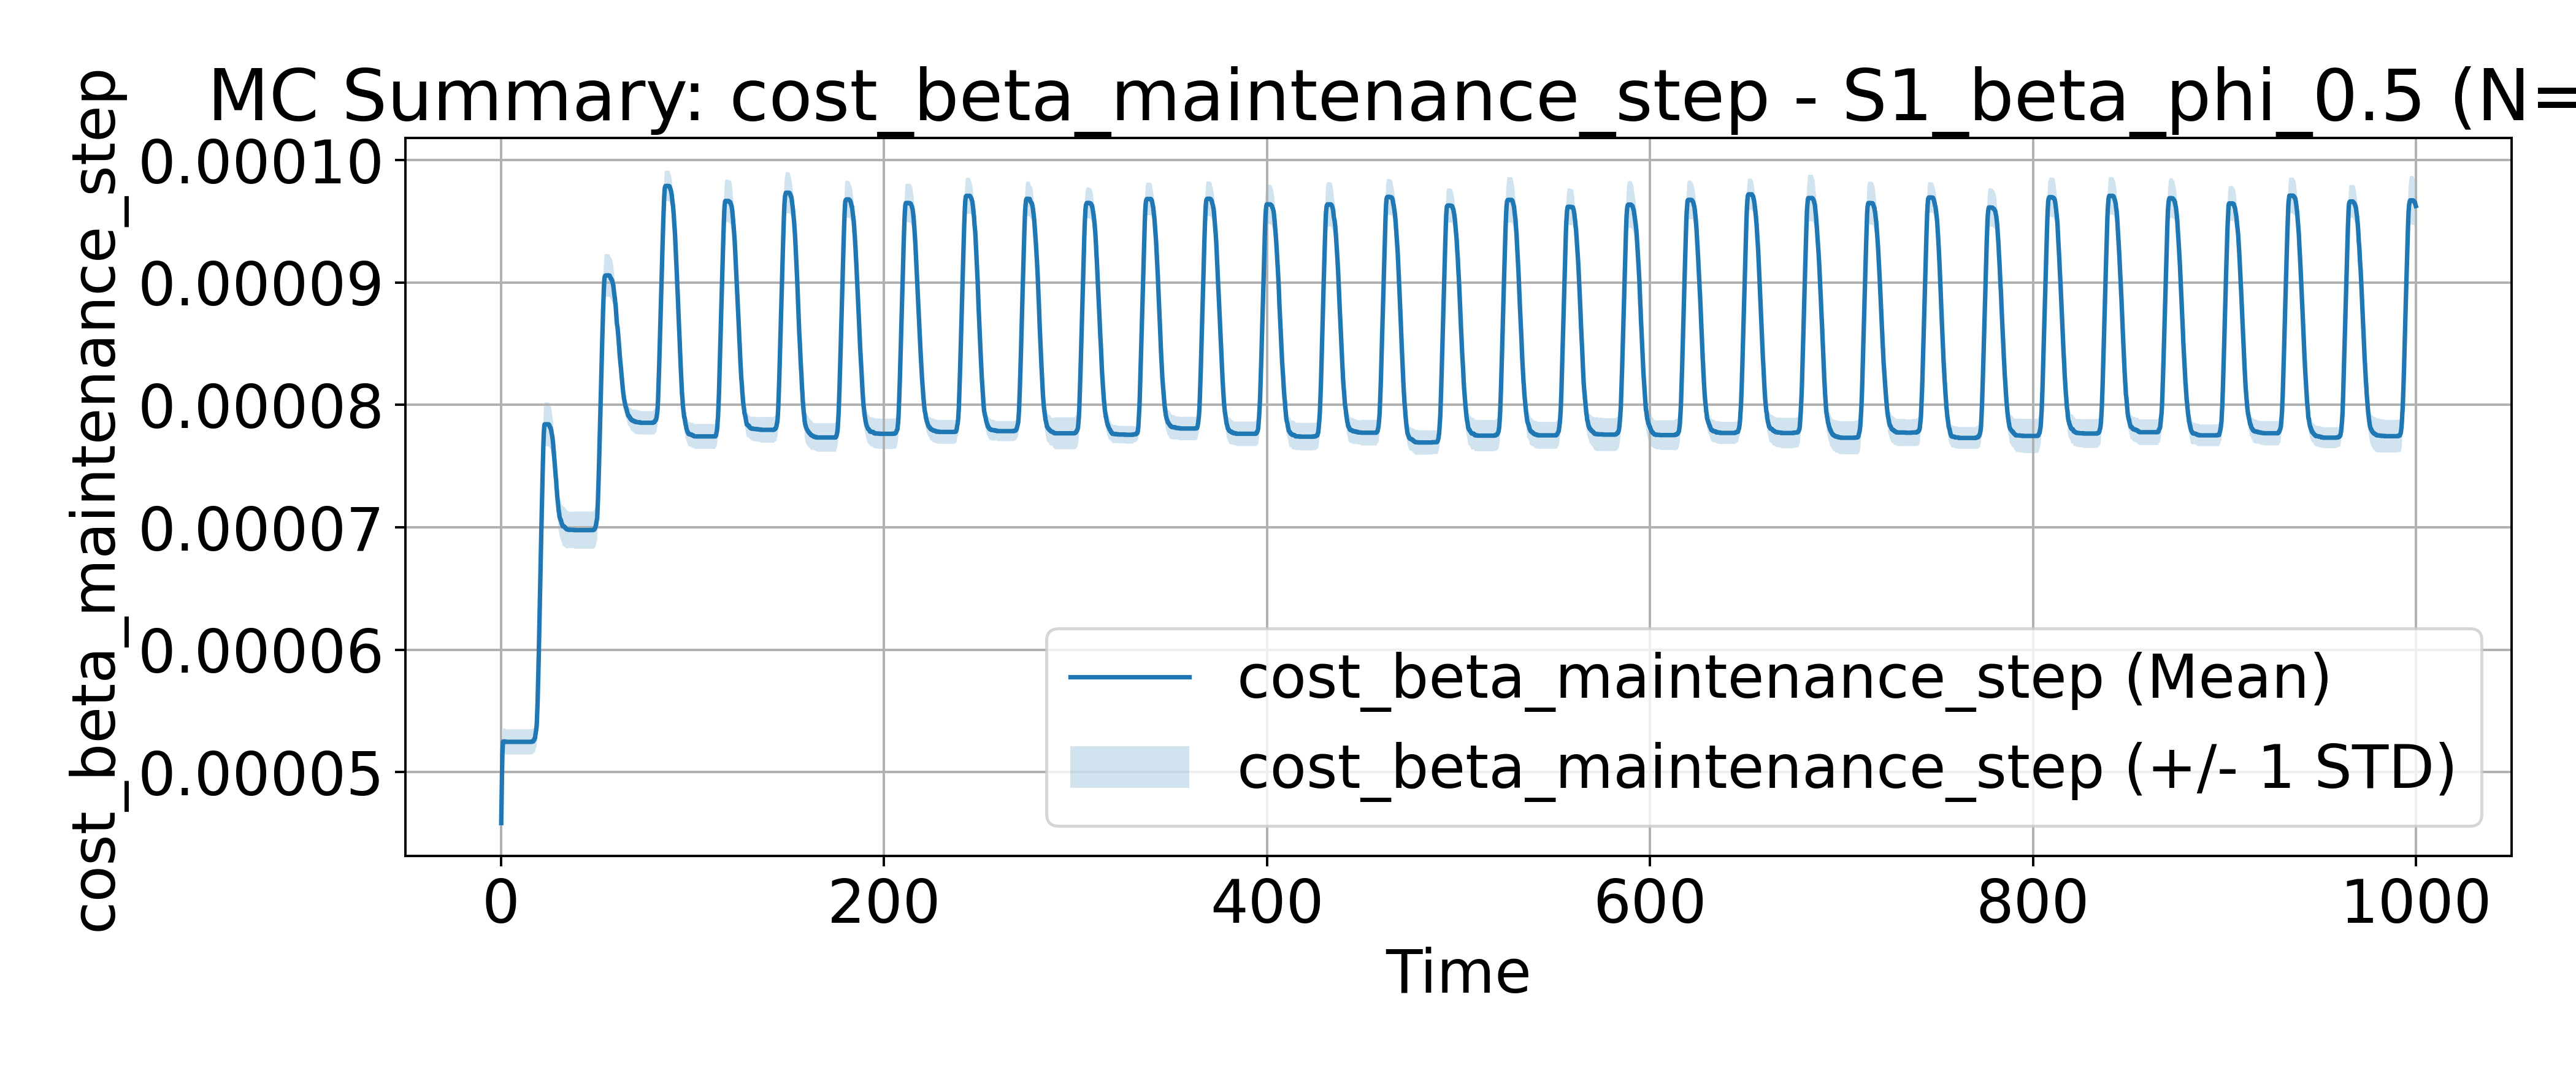 MC Summary: cost_beta_maintenance_step - S1_beta_phi_0.5 (N=
cost_beta_maintenance_step
0.00010
0.00009
0.00008
0.00007
0.00006
0.00005
cost_beta_maintenance_step (Mean)
cost_beta_maintenance_step (+/- 1 STD)
0 200 400 600 800 1000
Time